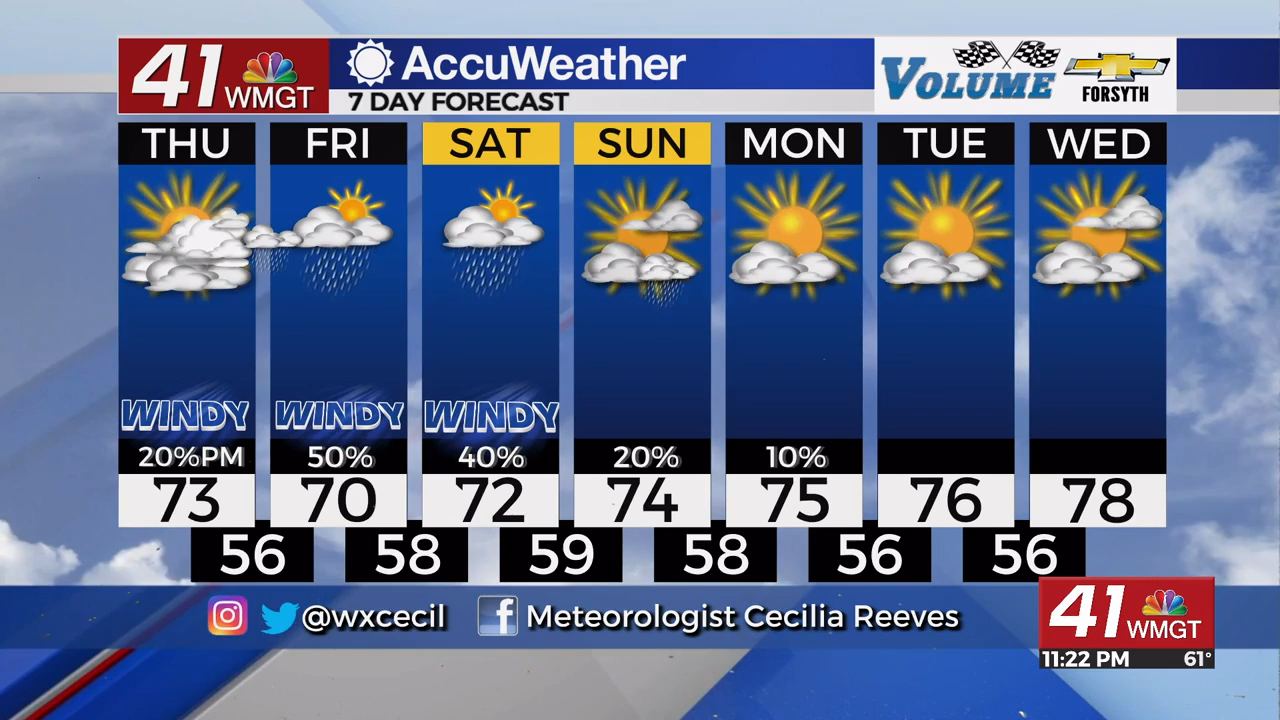 41 WMGT
AccuWeather
7 DAY FORECAST
VOLUME
FORSYTH
THU FRI SAT SUN MON TUE WED
WINDY WINDY WINDY
20%PM 50% 40% 20% 10%
73 70 72 74 75 76 78
56 58 59 58 56 56
@wxcecil f Meteorologist Cecilia Reeves
41 WMGT
11:22 PM 61°